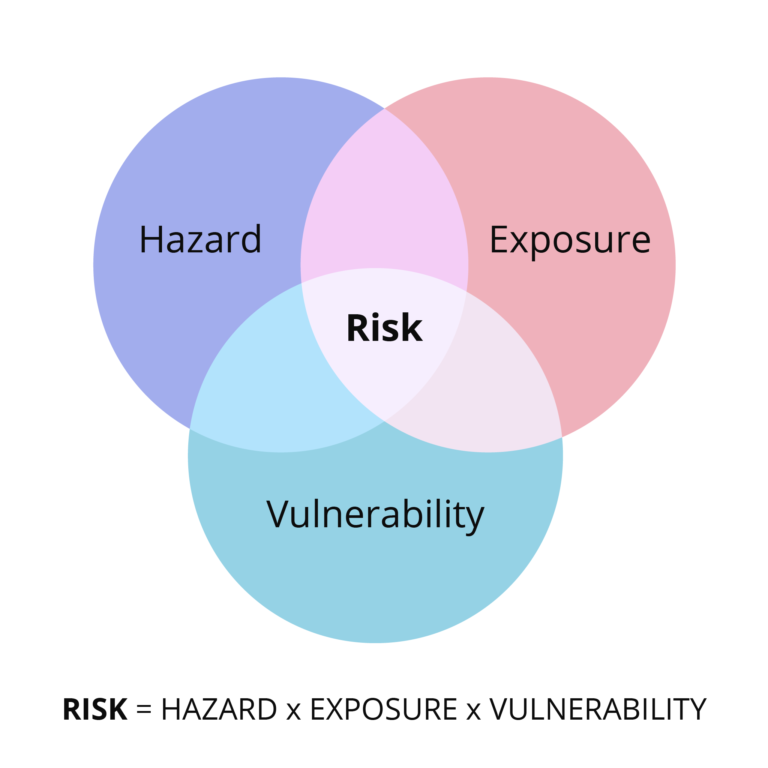 Hazard
Exposure
Risk
Vulnerability
RISK = HAZARD x EXPOSURE x VULNERABILITY